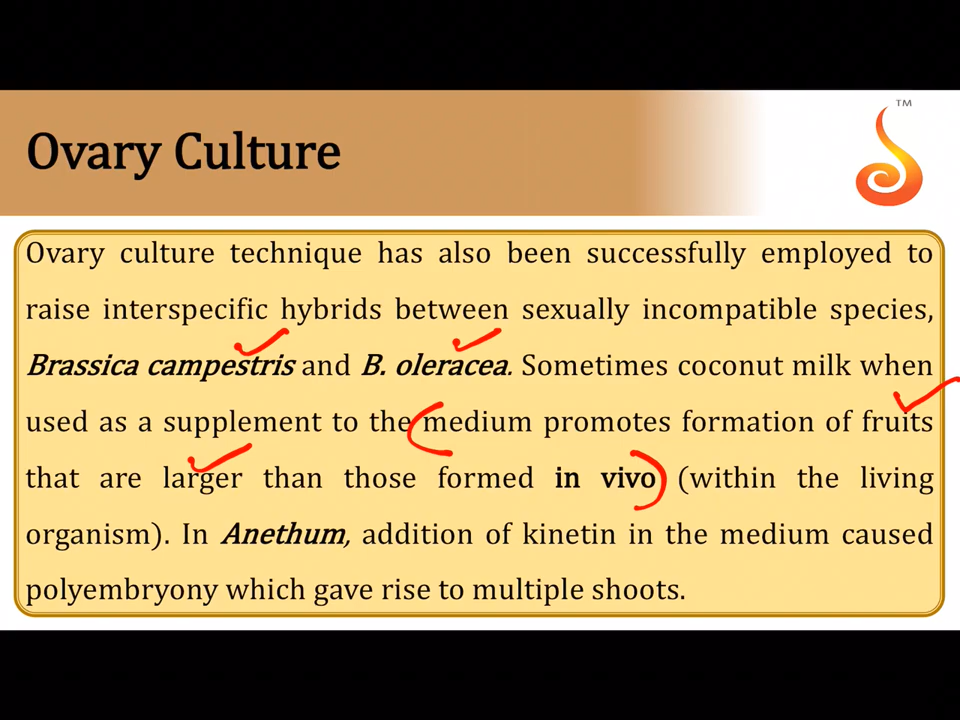 TM
Ovary Culture
Ovary culture technique has also been successfully employed to
raise interspecific hybrids between sexually incompatible species,
Brassica campestris and B. oleracea. Sometimes coconut milk when
used as a supplement to the medium promotes formation of fruits
that are larger than those formed in vivo (within the living
organism). In Anethum, addition of kinetin in the medium caused
polyembryony which gave rise to multiple shoots.